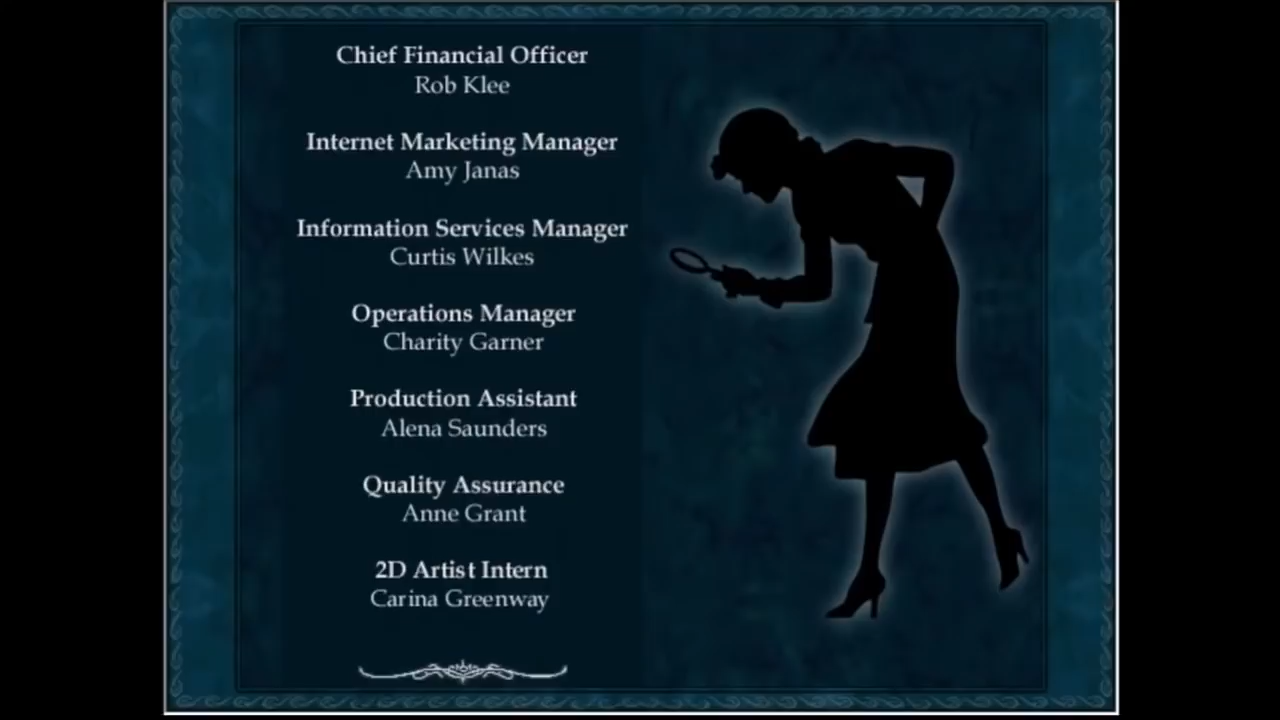 Chief Financial Officer
Rob Klee
Internet Marketing Manager
Amy Janas
Information Services Manager
Curtis Wilkes
Operations Manager
Charity Garner
Production Assistant
Alena Saunders
Quality Assurance
Anne Grant
2D Artist Intern
Carina Greenway